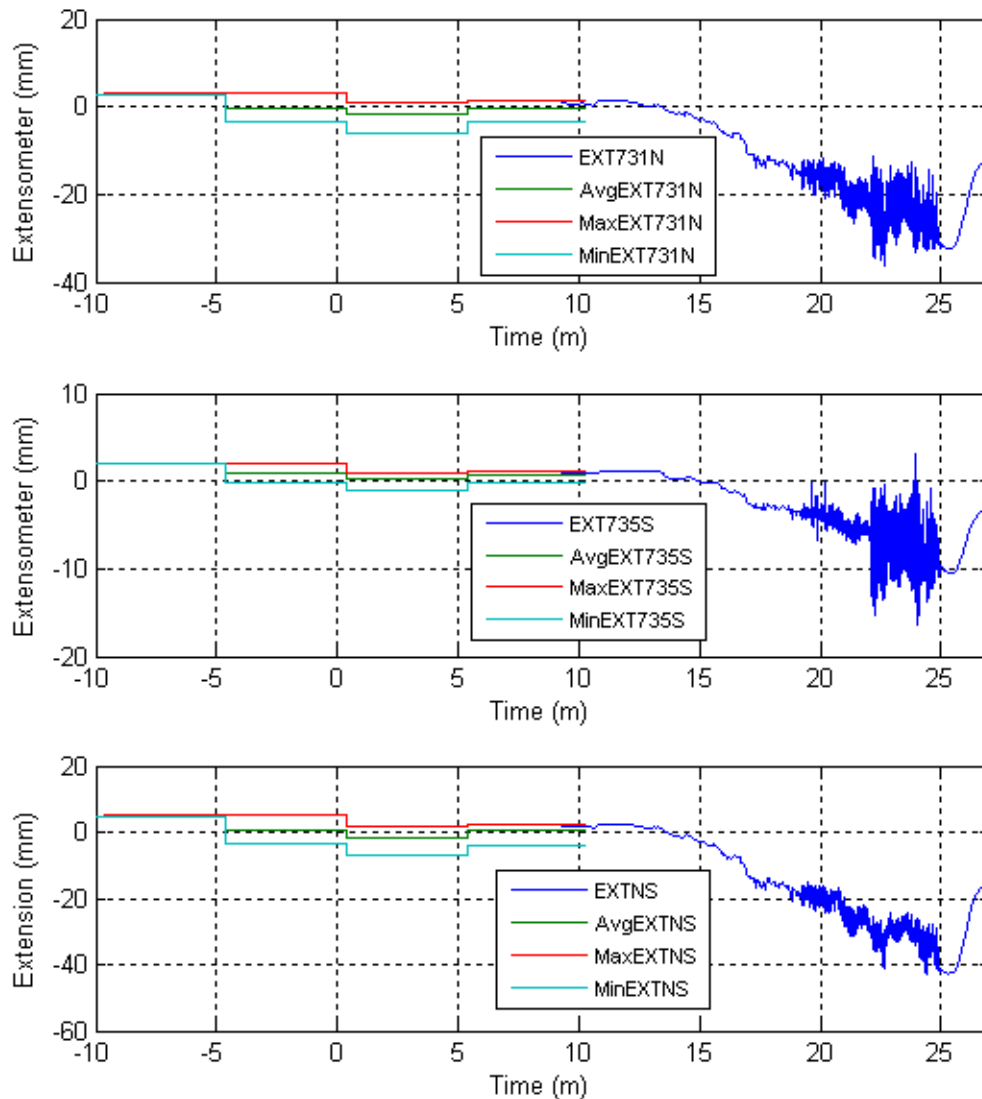 20
0
-20
-40
Extensometer (mm)
EXT731N
AvgEXT731N
MaxEXT731N
MinEXT731N
-10 -5 0 5 10 15 20 25
Time (m)
10
0
-10
-20
Extensometer (mm)
EXT735S
AvgEXT735S
MaxEXT735S
MinEXT735S
-10 -5 0 5 10 15 20 25
Time (m)
20
0
-20
-40
-60
Extension (mm)
EXTNS
AvgEXTNS
MaxEXTNS
MinEXTNS
-10 -5 0 5 10 15 20 25
Time (m)